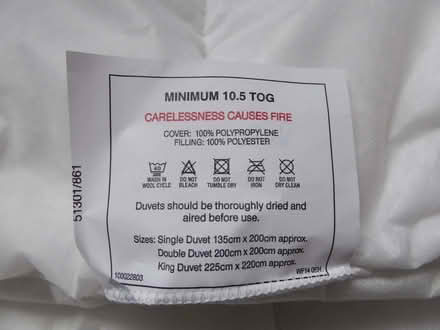 MINIMUM 10.5 TOG
CARELESSNESS CAUSES FIRE
COVER: 100% POLYPROPYLENE
FILLING: 100% POLYESTER
WASH IN WOOL CYCLE
DO NOT BLEACH
DO NOT TUMBLE DRY
DO NOT IRON
DO NOT DRY CLEAN
Duvets should be thoroughly dried and
aired before use.
Sizes: Single Duvet 135cm x 200cm approx.
Double Duvet 200cm x 200cm approx.
King Duvet 225cm x 220cm approx.
51301/861
100022803
WF14 0EH